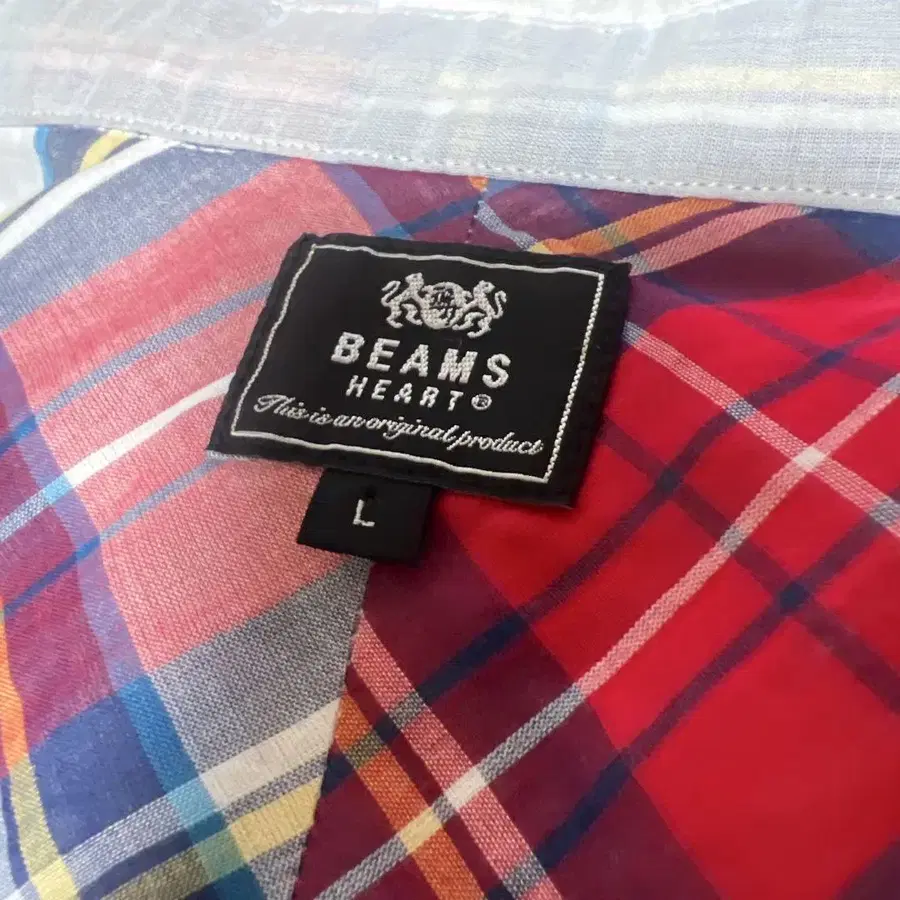 BEAMS
HEART®
This is an original product
L